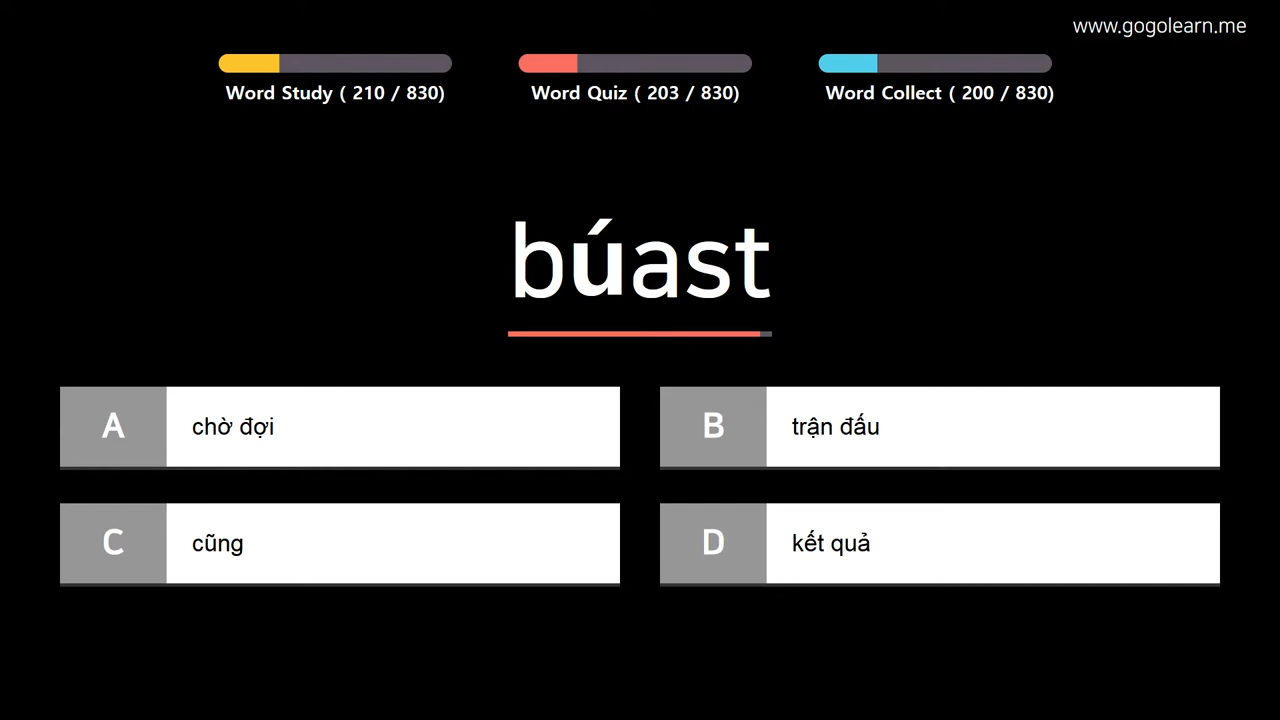 www.gogolearn.me
Word Study ( 210 / 830)
Word Quiz ( 203 / 830)
Word Collect ( 200 / 830)
búast
A chờ đợi
B trận đấu
C cũng
D kết quả